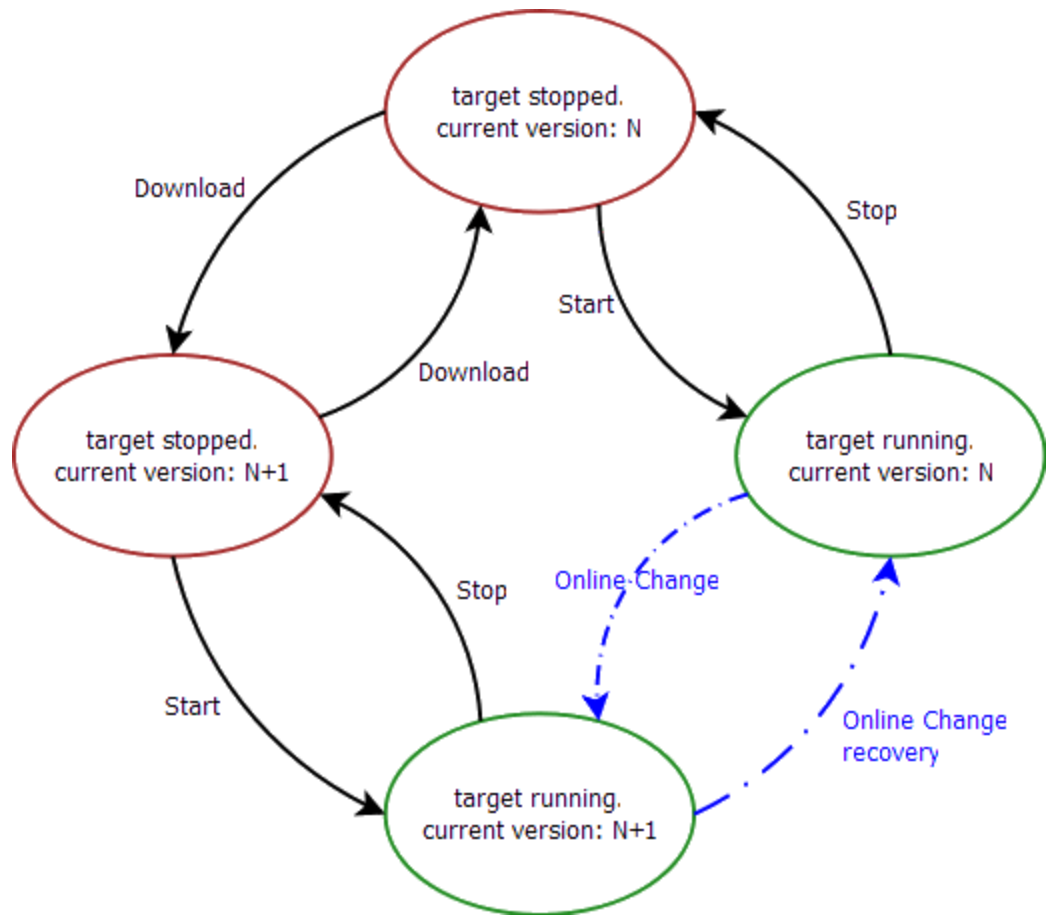 target stopped.
current version: N
Download
Stop
Start
Download
target stopped.
current version: N+1
target running.
current version: N
Online Change
Stop
Start
Online Change
recovery
target running.
current version: N+1